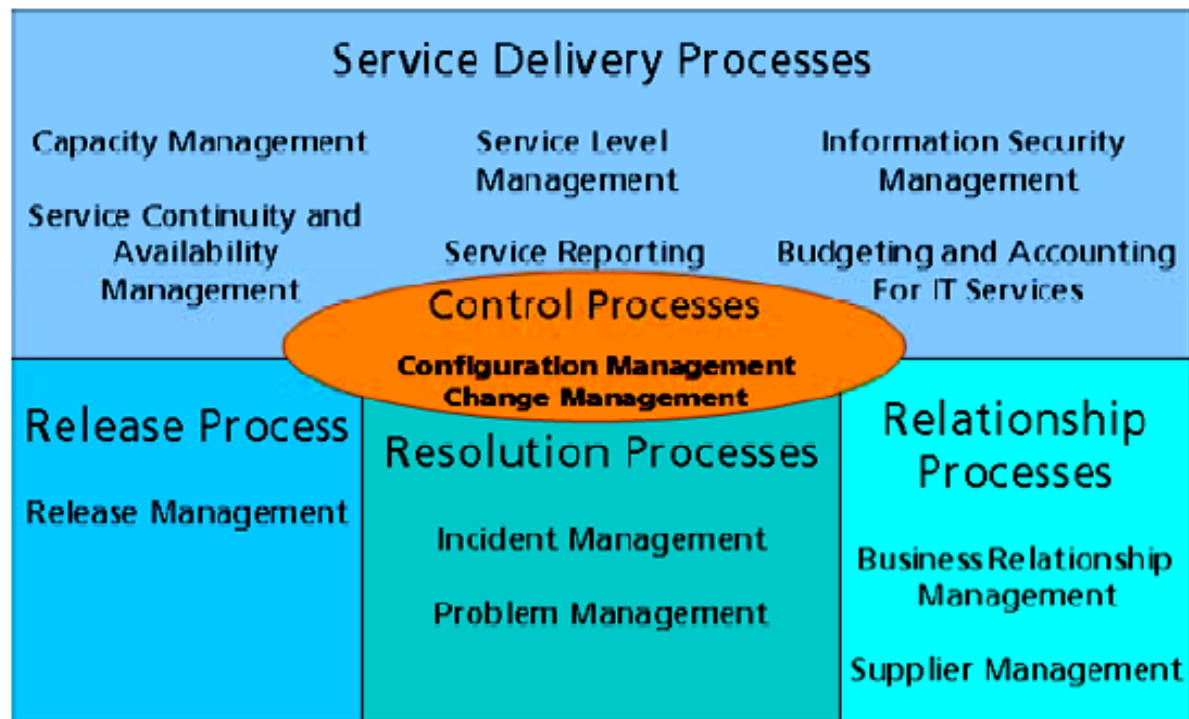 Service Delivery Processes
Capacity Management
Service Continuity and
Availability
Management
Service Level
Management
Service Reporting
Information Security
Management
Budgeting and Accounting
For IT Services
Control Processes
Configuration Management
Change Management
Release Process
Release Management
Resolution Processes
Incident Management
Problem Management
Relationship
Processes
Business Relationship
Management
Supplier Management